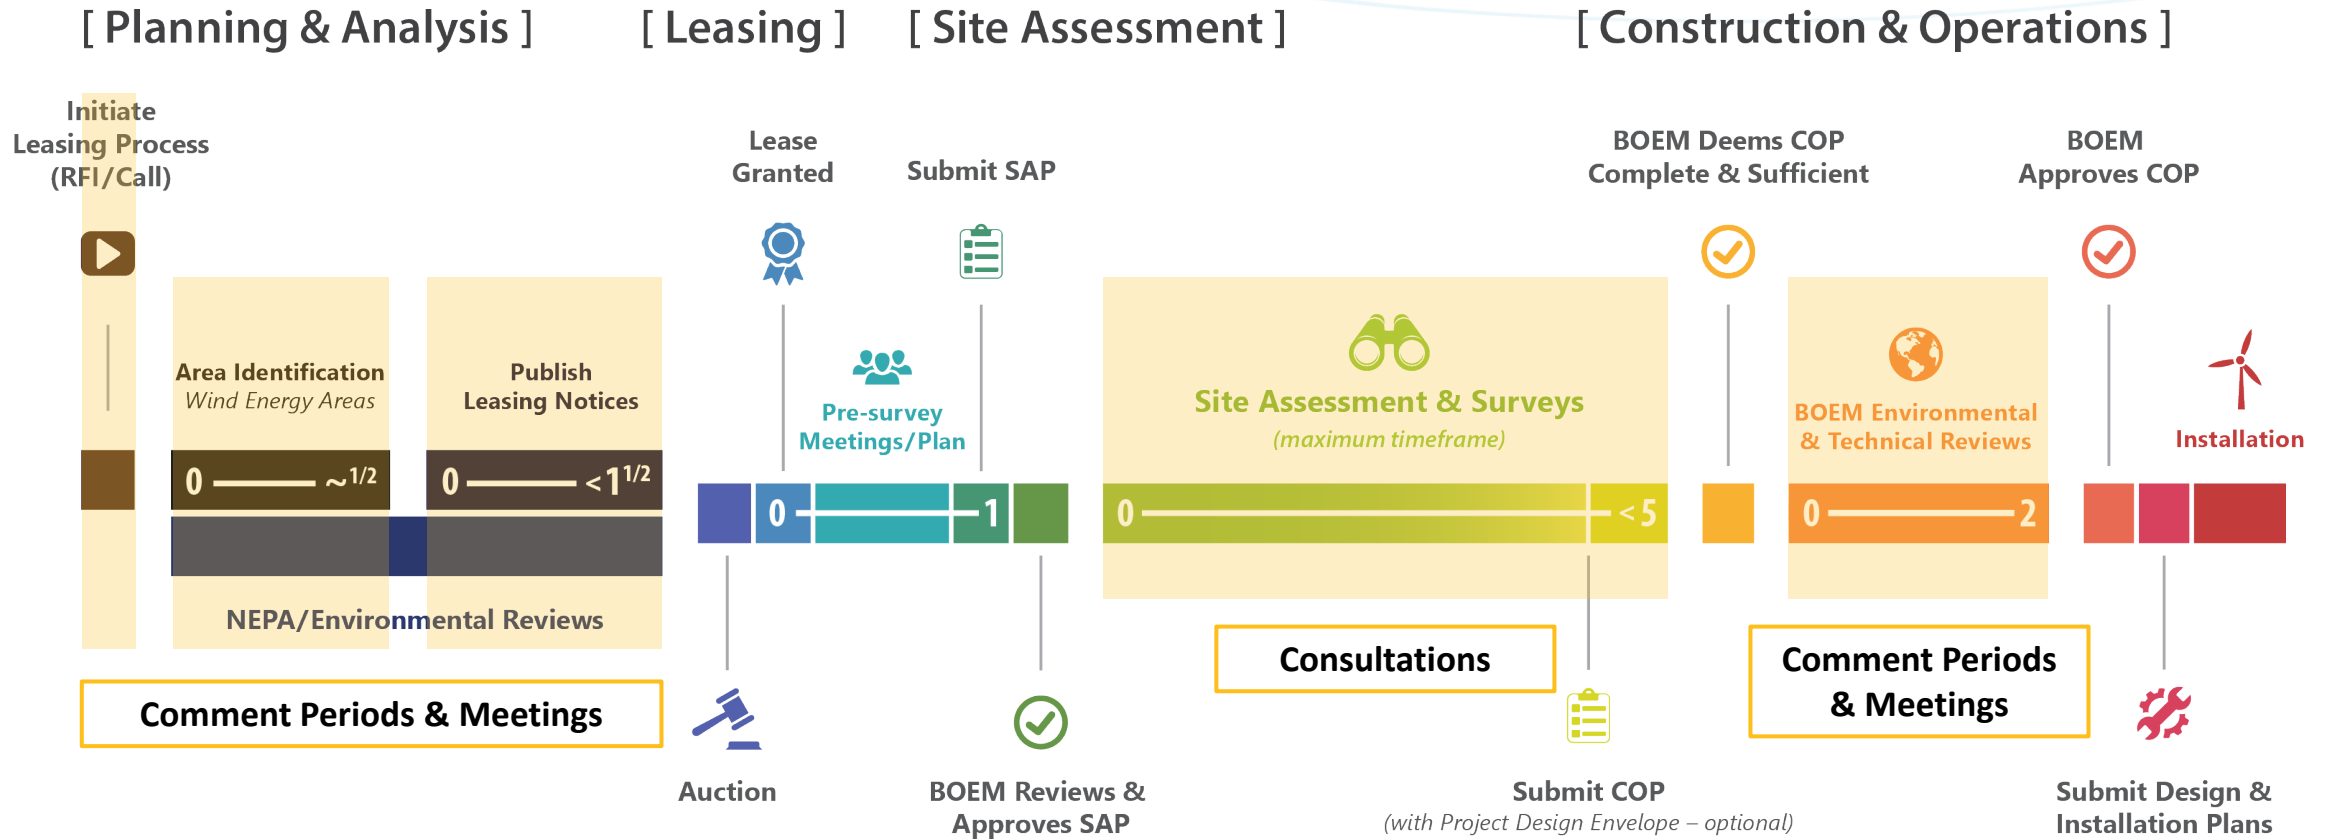 [ Planning & Analysis ]
[ Leasing ]
[ Site Assessment ]
[ Construction & Operations ]
Initiate
Leasing Process
(RFI/Call)
Area Identification
Wind Energy Areas
0 ~1/2
Publish
Leasing Notices
0 <1 1/2
NEPA/Environmental Reviews
Comment Periods & Meetings
Lease
Granted
Submit SAP
Pre-survey
Meetings/Plan
0 1
Auction
BOEM Reviews &
Approves SAP
Site Assessment & Surveys
(maximum timeframe)
0 <5
Consultations
Submit COP
(with Project Design Envelope – optional)
BOEM Deems COP
Complete & Sufficient
BOEM Environmental
& Technical Reviews
0 2
Comment Periods
& Meetings
BOEM
Approves COP
Installation
Submit Design &
Installation Plans